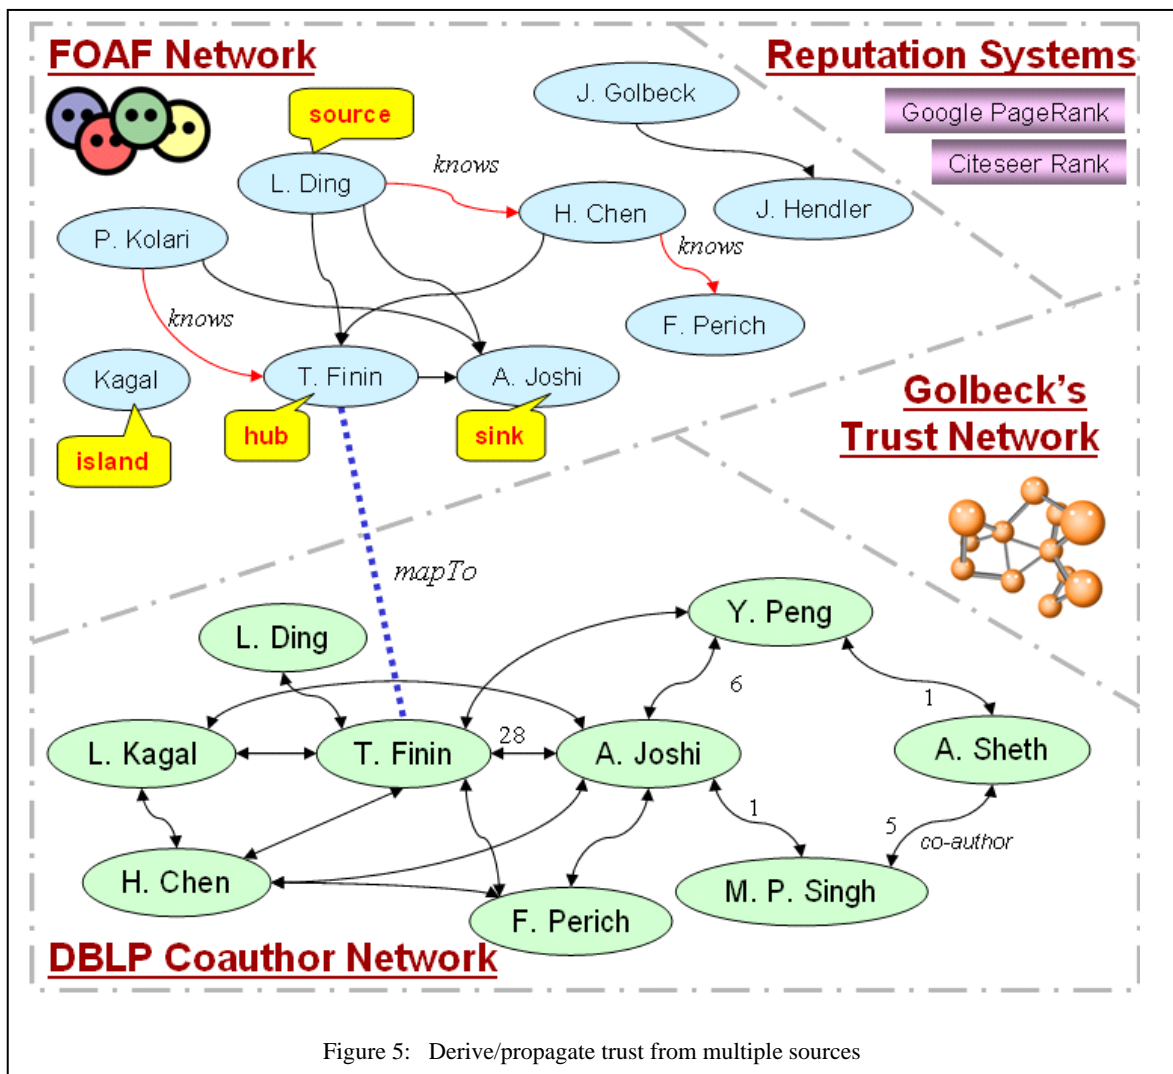 FOAF Network
Reputation Systems
J. Golbeck
Google PageRank
source
Citeseer Rank
knows
L. Ding
H. Chen
J. Hendler
P. Kolari
knows
F. Perich
knows
Kagal
T. Finin
A. Joshi
Golbeck's
Trust Network
hub
sink
island
mapTo
Y. Peng
L. Ding
6
1
28
L. Kagal
T. Finin
A. Joshi
A. Sheth
1
5
co-author
H. Chen
M. P. Singh
F. Perich
DBLP Coauthor Network
Figure 5: Derive/propagate trust from multiple sources